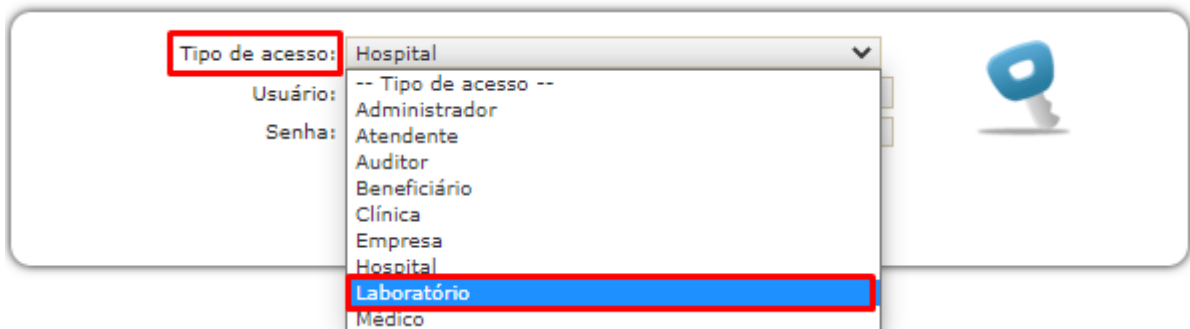 Tipo de acesso: Hospital
Usuário:
Senha:
-- Tipo de acesso --
Administrador
Atendente
Auditor
Beneficiário
Clínica
Empresa
Hospital
Laboratório
Médico